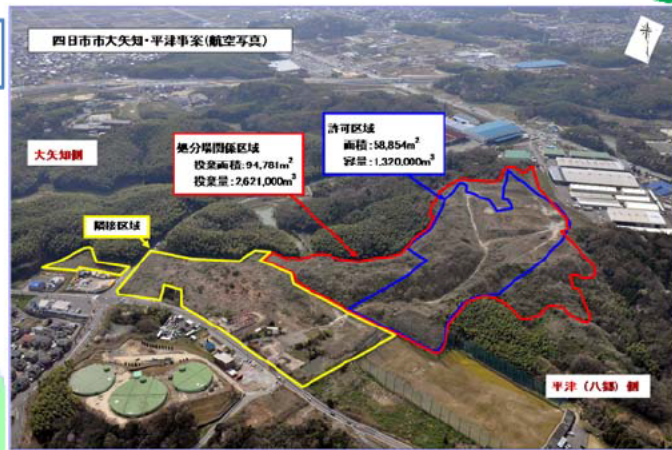 四日市市大矢知・平津事案(航空写真)
許可区域
面積:58,854m²
容量:1,320,000m³
処分場関係区域
投棄面積:94,781m²
投棄量:2,621,000m³
大矢知側
隣接区域
平津(八郷)側